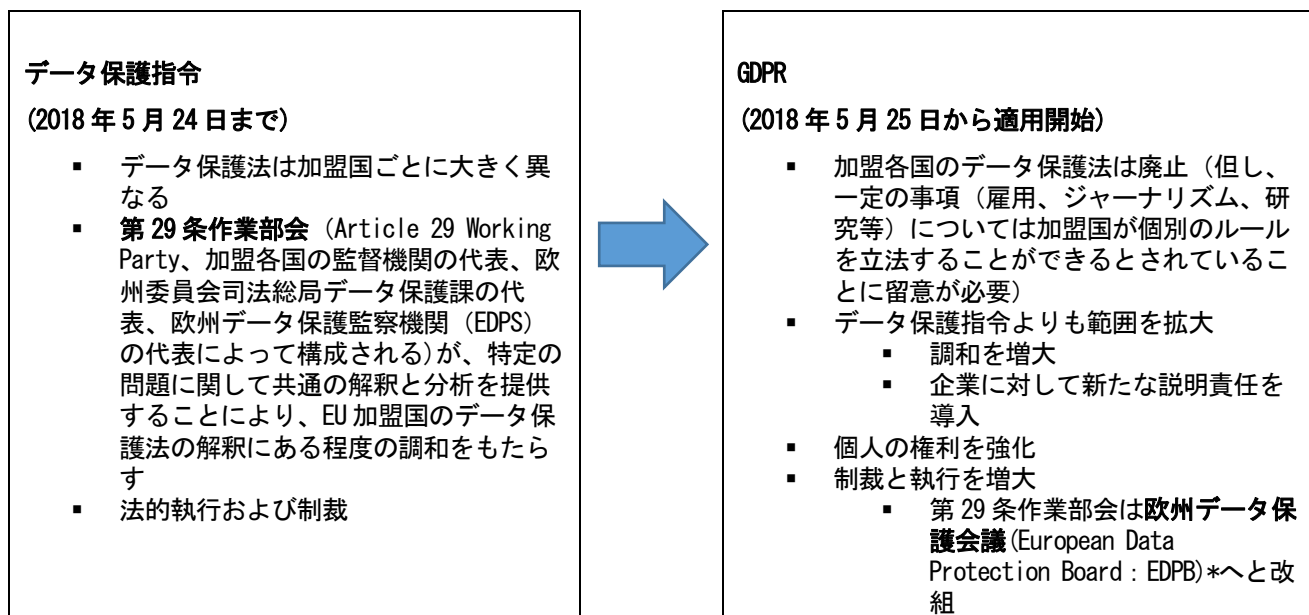 データ保護指令
(2018 年 5 月 24 日まで)
▪ データ保護法は加盟国ごとに大きく異
なる
▪ 第 29 条作業部会 (Article 29 Working
Party、加盟各国の監督機関の代表、欧
州委員会司法総局データ保護課の代
表、欧州データ保護監察機関（EDPS）
の代表によって構成される)が、特定の
問題に関して共通の解釈と分析を提供
することにより、EU 加盟国のデータ保
護法の解釈にある程度の調和をもたら
す
▪ 法的執行および制裁
GDPR
(2018 年 5 月 25 日から適用開始)
▪ 加盟各国のデータ保護法は廃止（但し、
一定の事項（雇用、ジャーナリズム、研
究等）については加盟国が個別のルール
を立法することができるとされているこ
とに留意が必要）
▪ データ保護指令よりも範囲を拡大
▪ 調和を増大
▪ 企業に対して新たな説明責任を
導入
▪ 個人の権利を強化
▪ 制裁と執行を増大
▪ 第 29 条作業部会は欧州データ保
護会議(European Data
Protection Board：EDPB)*へと改
組